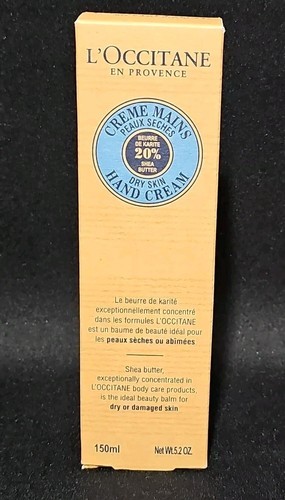 L'OCCITANE
EN PROVENCE
CREME MAINS
PEAUX SÈCHES
BEURRE
DE KARITE
20%
SHEA
BUTTER
DRY SKIN
HAND CREAM
Le beurre de karité
exceptionnellement concentré
dans les formules L'OCCITANE
est un baume de beauté idéal pour
les peaux sèches ou abîmées
Shea butter,
exceptionally concentrated in
L'OCCITANE body care products,
is the ideal beauty balm for
dry or damaged skin
150ml Net Wt.5.2 OZ.